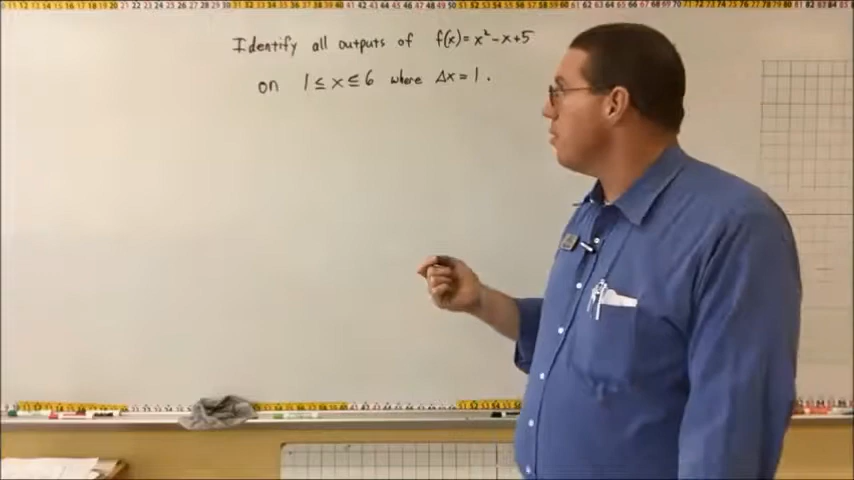 Identify all outputs of f(x)=x²-x+5
on 1≤x≤6 where Δx=1.